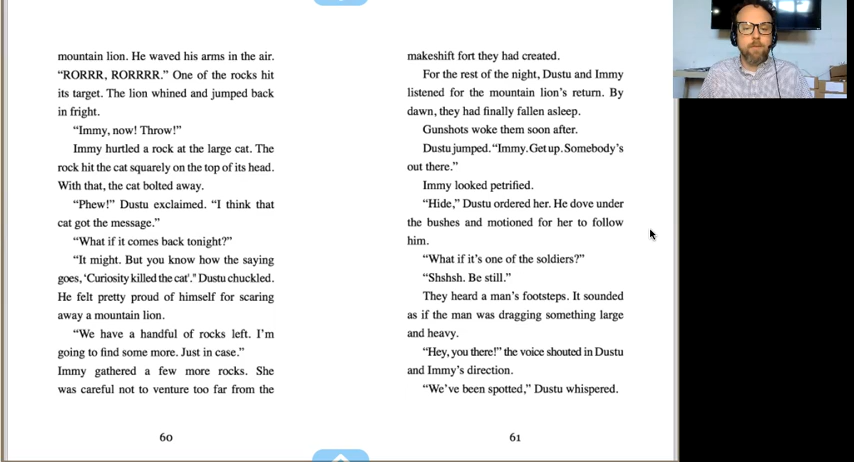 mountain lion. He waved his arms in the air.
“RORRR, RORRRR.” One of the rocks hit
its target. The lion whined and jumped back
in fright.
“Immy, now! Throw!”
Immy hurtled a rock at the large cat. The
rock hit the cat squarely on the top of its head.
With that, the cat bolted away.
“Phew!” Dustu exclaimed. “I think that
cat got the message.”
“What if it comes back tonight?”
“It might. But you know how the saying
goes, ‘Curiosity killed the cat’." Dustu chuckled.
He felt pretty proud of himself for scaring
away a mountain lion.
“We have a handful of rocks left. I’m
going to find some more. Just in case.”
Immy gathered a few more rocks. She
was careful not to venture too far from the
60
makeshift fort they had created.
For the rest of the night, Dustu and Immy
listened for the mountain lion’s return. By
dawn, they had finally fallen asleep.
Gunshots woke them soon after.
Dustu jumped. “Immy. Get up. Somebody’s
out there.”
Immy looked petrified.
“Hide,” Dustu ordered her. He dove under
the bushes and motioned for her to follow
him.
“What if it’s one of the soldiers?”
“Shshsh. Be still.”
They heard a man’s footsteps. It sounded
as if the man was dragging something large
and heavy.
“Hey, you there!” the voice shouted in Dustu
and Immy’s direction.
“We’ve been spotted,” Dustu whispered.
61